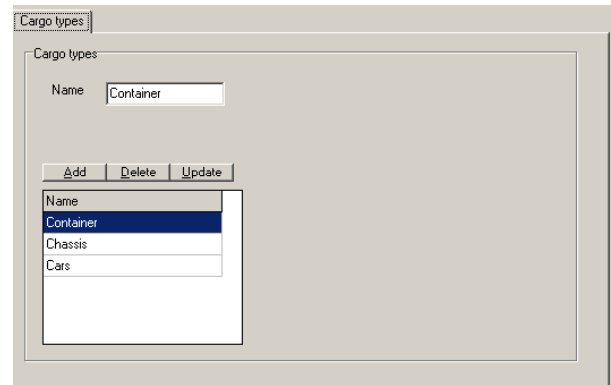 Cargo types
Cargo types
Name Container
Add Delete Update
Name
Container
Chassis
Cars